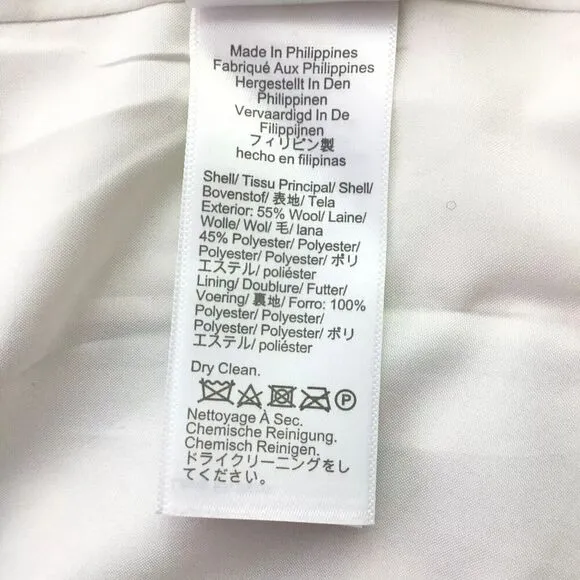 Made In Philippines
Fabriqué Aux Philippines
Hergestellt In Den
Philippinen
Vervaardigd In De
Filippijnen
フィリピン製
hecho en filipinas
Shell/ Tissu Principal/ Shell/
Bovenstof/ 表地/ Tela
Exterior: 55% Wool/ Laine/
Wolle/ Wol/ 毛/ lana
45% Polyester/ Polyester/
Polyester/ Polyester/ ポリ
エステル/ poliéster
Lining/ Doublure/ Futter/
Voering/ 裏地/ Forro: 100%
Polyester/ Polyester/
Polyester/ Polyester/ ポリ
エステル/ poliéster
Dry Clean.
P
Nettoyage À Sec.
Chemische Reinigung.
Chemisch Reinigen.
ドライクリーニングをし
てください。